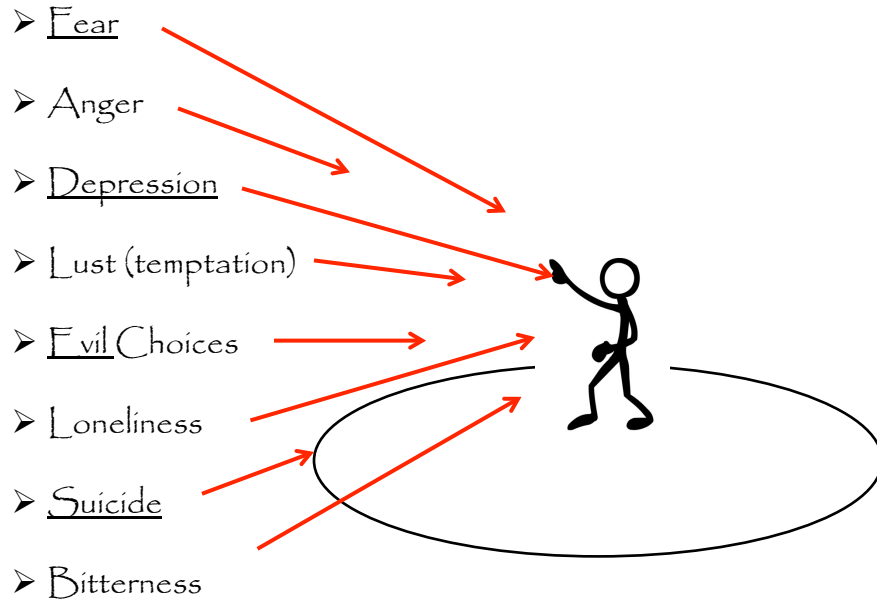 ➢ Fear
➢ Anger
➢ Depression
➢ Lust (temptation)
➢ Evil Choices
➢ Loneliness
➢ Suicide
➢ Bitterness